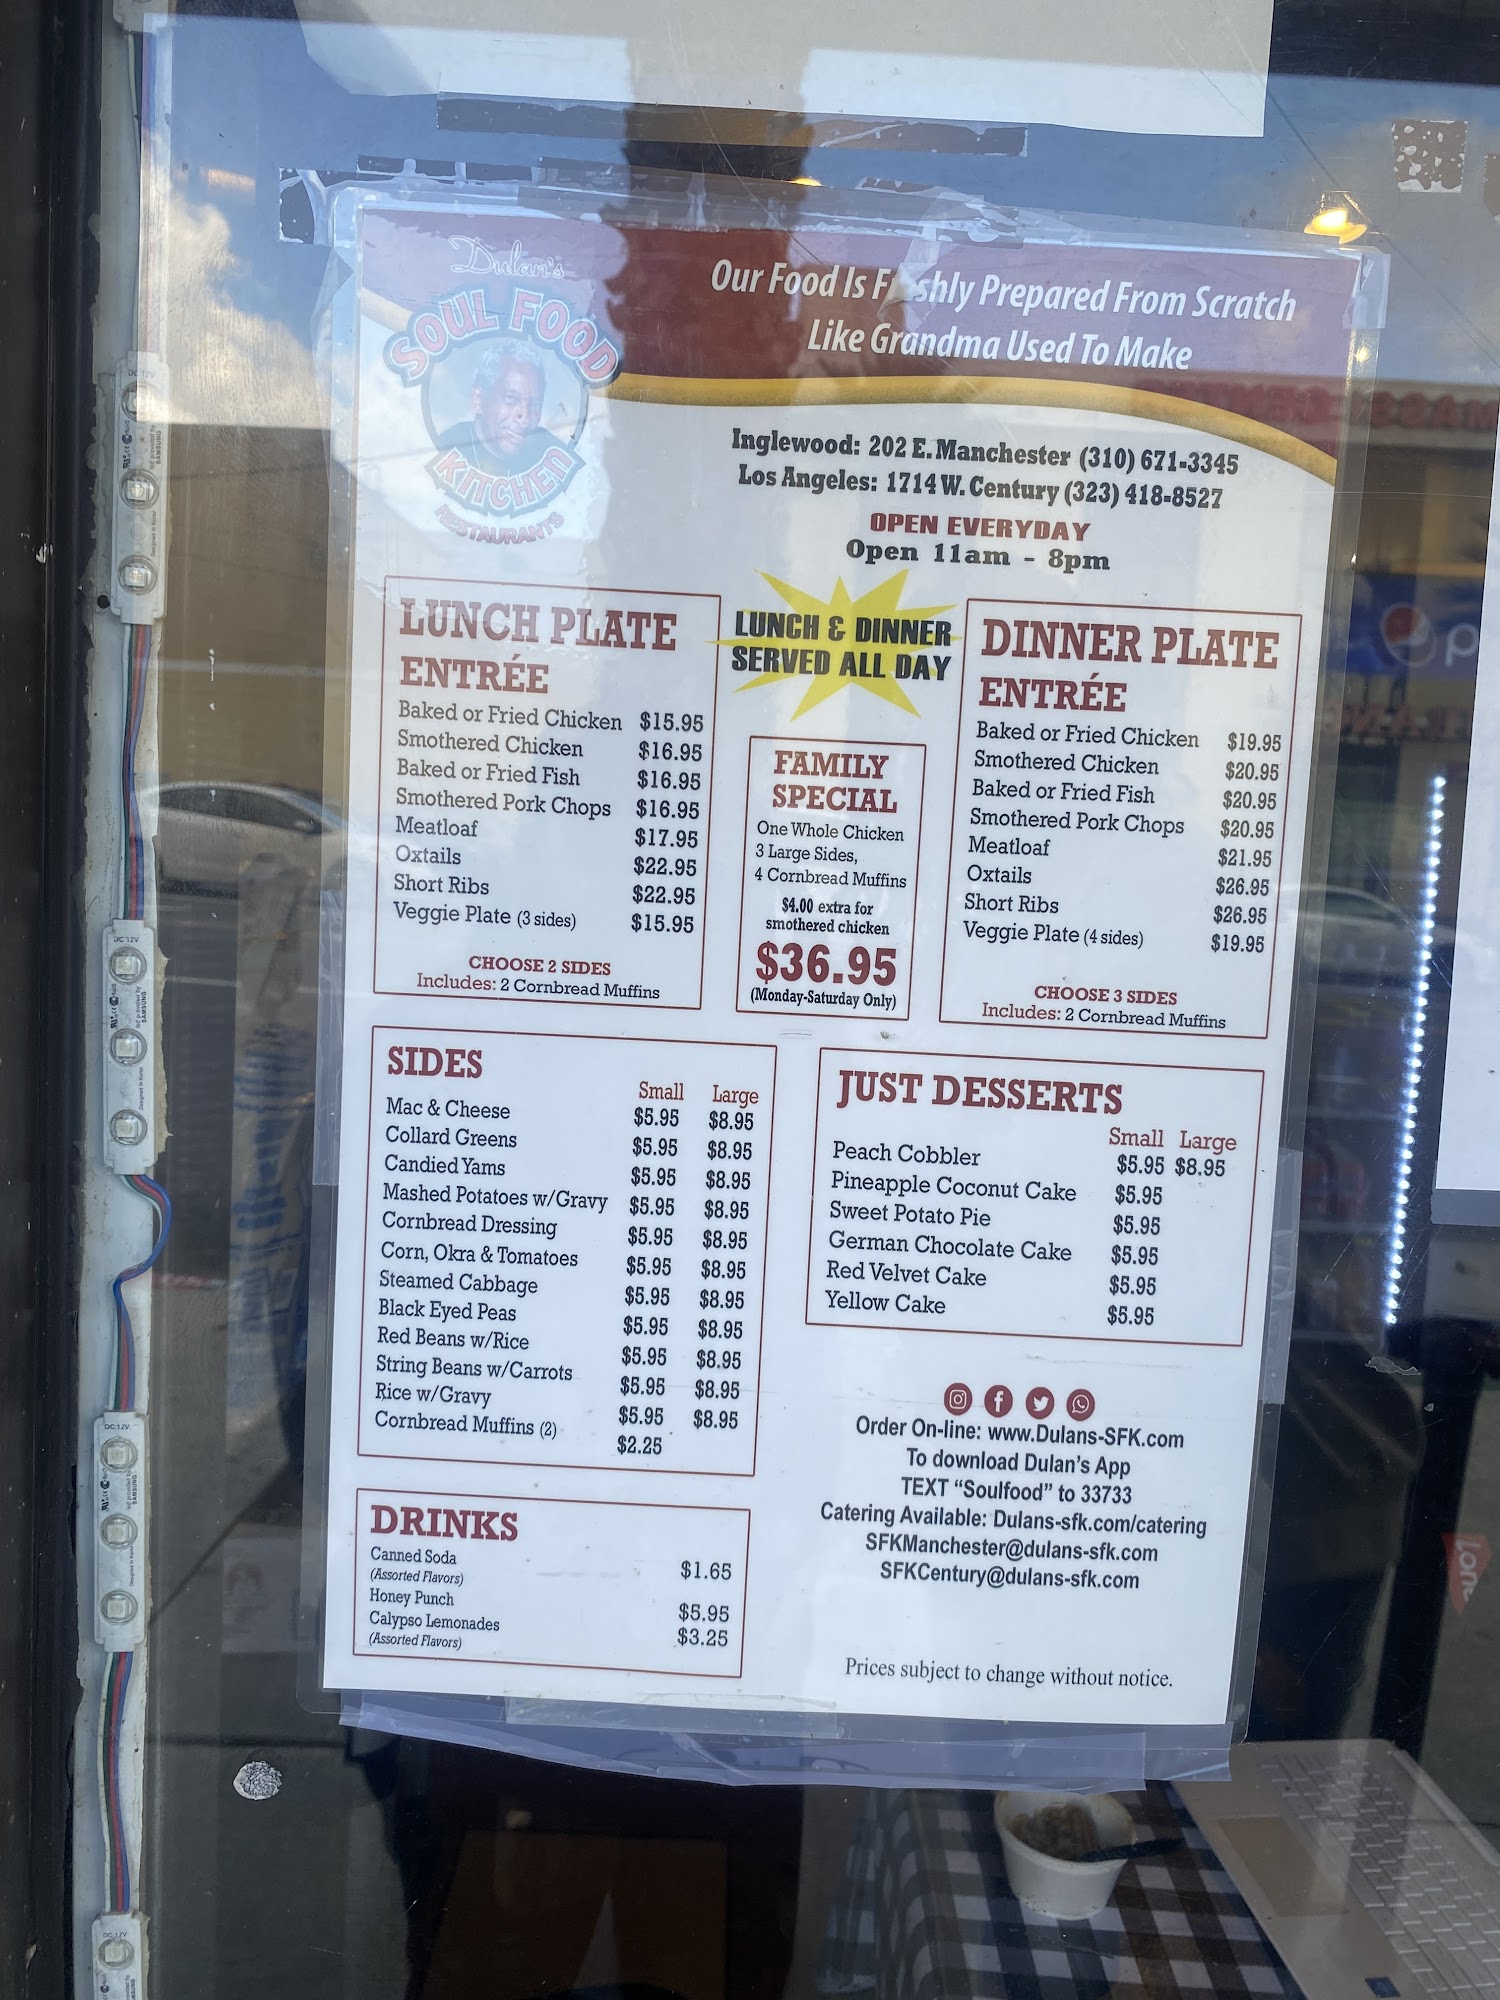 Dulan's
SOUL FOOD
KITCHEN
RESTAURANTS
Our Food Is Freshly Prepared From Scratch
Like Grandma Used To Make
Inglewood: 202 E. Manchester (310) 671-3345
Los Angeles: 1714 W. Century (323) 418-8527
OPEN EVERYDAY
Open 11am - 8pm
LUNCH PLATE
ENTRÉE
Baked or Fried Chicken $15.95
Smothered Chicken $16.95
Baked or Fried Fish $16.95
Smothered Pork Chops $16.95
Meatloaf $17.95
Oxtails $22.95
Short Ribs $22.95
Veggie Plate (3 sides) $15.95
CHOOSE 2 SIDES
Includes: 2 Cornbread Muffins
LUNCH & DINNER
SERVED ALL DAY
FAMILY
SPECIAL
One Whole Chicken
3 Large Sides,
4 Cornbread Muffins
$4.00 extra for
smothered chicken
$36.95
(Monday-Saturday Only)
DINNER PLATE
ENTRÉE
Baked or Fried Chicken $19.95
Smothered Chicken $20.95
Baked or Fried Fish $20.95
Smothered Pork Chops $20.95
Meatloaf $21.95
Oxtails $26.95
Short Ribs $26.95
Veggie Plate (4 sides) $19.95
CHOOSE 3 SIDES
Includes: 2 Cornbread Muffins
SIDES
Small Large
Mac & Cheese $5.95 $8.95
Collard Greens $5.95 $8.95
Candied Yams $5.95 $8.95
Mashed Potatoes w/Gravy $5.95 $8.95
Cornbread Dressing $5.95 $8.95
Corn, Okra & Tomatoes $5.95 $8.95
Steamed Cabbage $5.95 $8.95
Black Eyed Peas $5.95 $8.95
Red Beans w/Rice $5.95 $8.95
String Beans w/Carrots $5.95 $8.95
Rice w/Gravy $5.95 $8.95
Cornbread Muffins (2) $2.25
JUST DESSERTS
Small Large
Peach Cobbler $5.95 $8.95
Pineapple Coconut Cake $5.95
Sweet Potato Pie $5.95
German Chocolate Cake $5.95
Red Velvet Cake $5.95
Yellow Cake $5.95
DRINKS
Canned Soda $1.65
(Assorted Flavors)
Honey Punch $5.95
Calypso Lemonades $3.25
(Assorted Flavors)
Order On-line: www.Dulans-SFK.com
To download Dulan's App
TEXT “Soulfood” to 33733
Catering Available: Dulans-sfk.com/catering
SFKManchester@dulans-sfk.com
SFKCentury@dulans-sfk.com
Prices subject to change without notice.
DC 12V
SAMSUNG
DC 12V
SAMSUNG
DC 12V
SAMSUNG
DC 12V